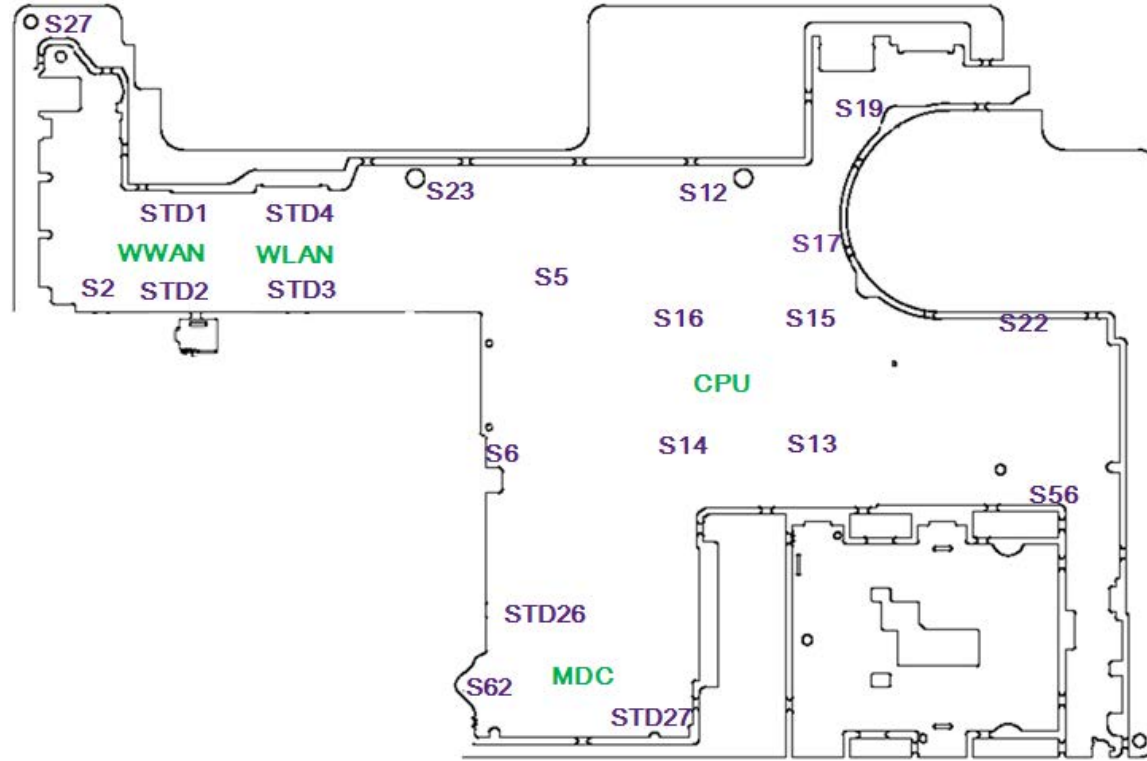 S27
S19
S23
S12
STD1
STD4
S17
WWAN
WLAN
S5
S2
STD2
STD3
S16
S15
S22
CPU
S14
S13
S6
S56
STD26
MDC
S62
STD27